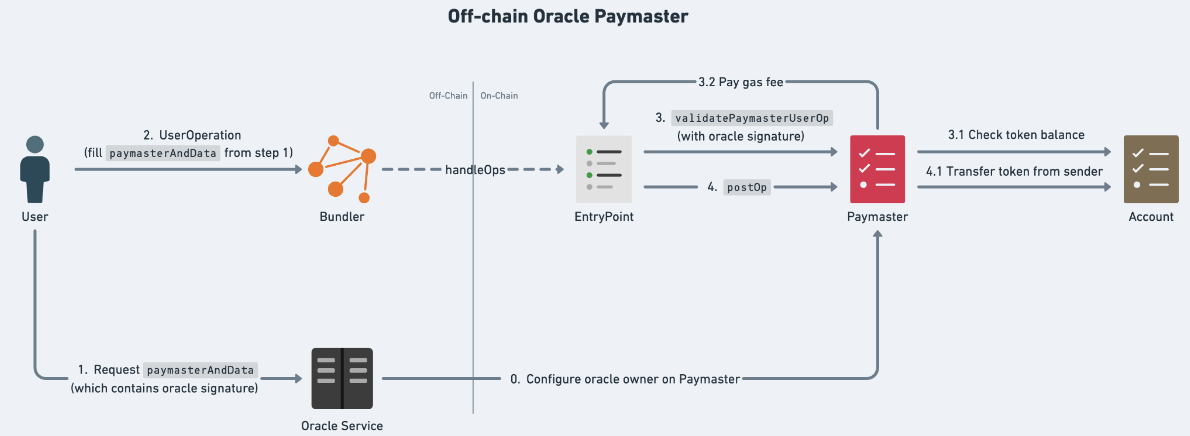 Off-chain Oracle Paymaster
3.2 Pay gas fee
Off-Chain
On-Chain
2. UserOperation
(fill paymasterAndData from step 1)
3. validatePaymasterUserOp
(with oracle signature)
3.1 Check token balance
handleOps
4.1 Transfer token from sender
4. postOp
User
Bundler
EntryPoint
Paymaster
Account
1. Request paymasterAndData
(which contains oracle signature)
0. Configure oracle owner on Paymaster
Oracle Service